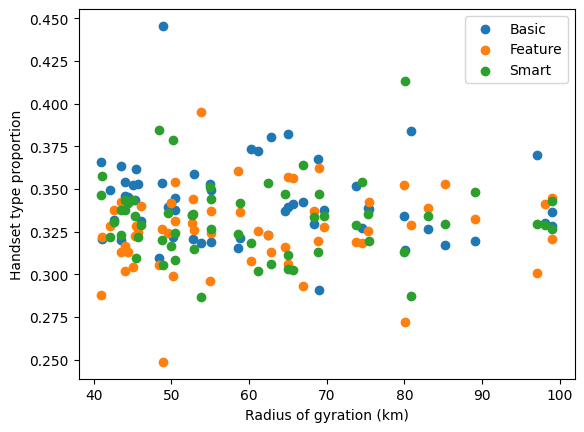 0.450
0.425
0.400
0.375
0.350
0.325
0.300
0.275
0.250
Handset type proportion
Basic
Feature
Smart
40 50 60 70 80 90 100
Radius of gyration (km)